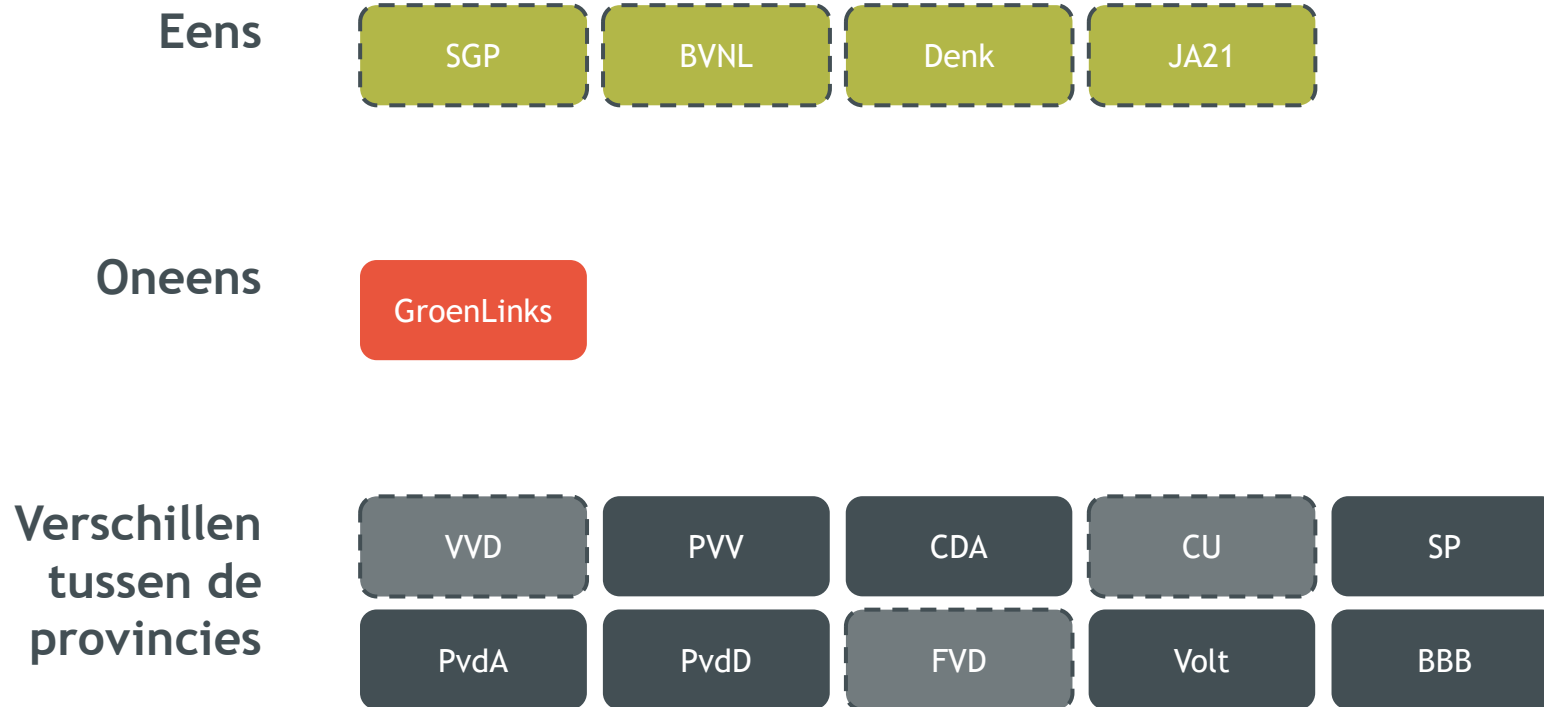 Eens
SGP BVNL Denk JA21
Oneens
GroenLinks
Verschillen
tussen de
provincies
VVD PVV CDA CU SP
PvdA PvdD FVD Volt BBB